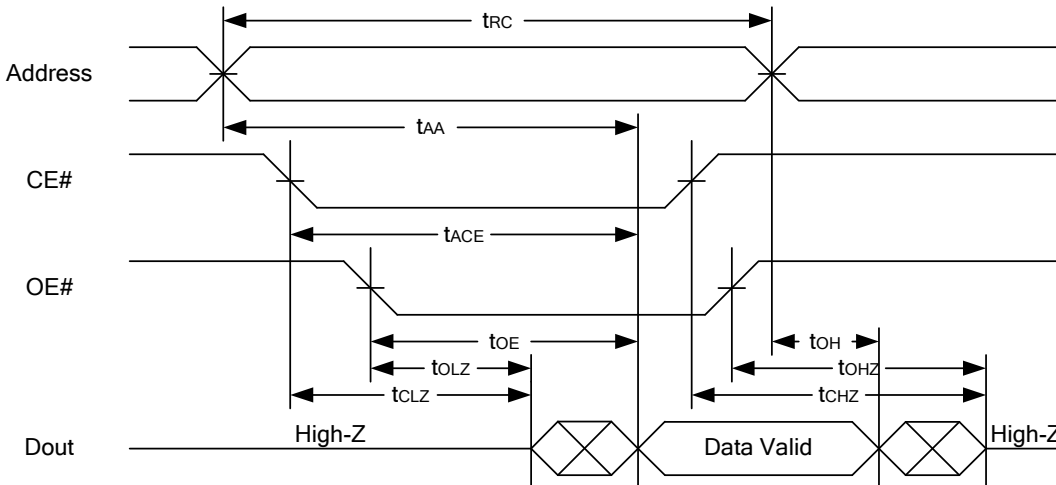 tRC
Address
tAA
CE#
tACE
OE#
tOE
tOH
tOLZ
tOHZ
tCLZ
tCHZ
Dout
High-Z
Data Valid
High-Z